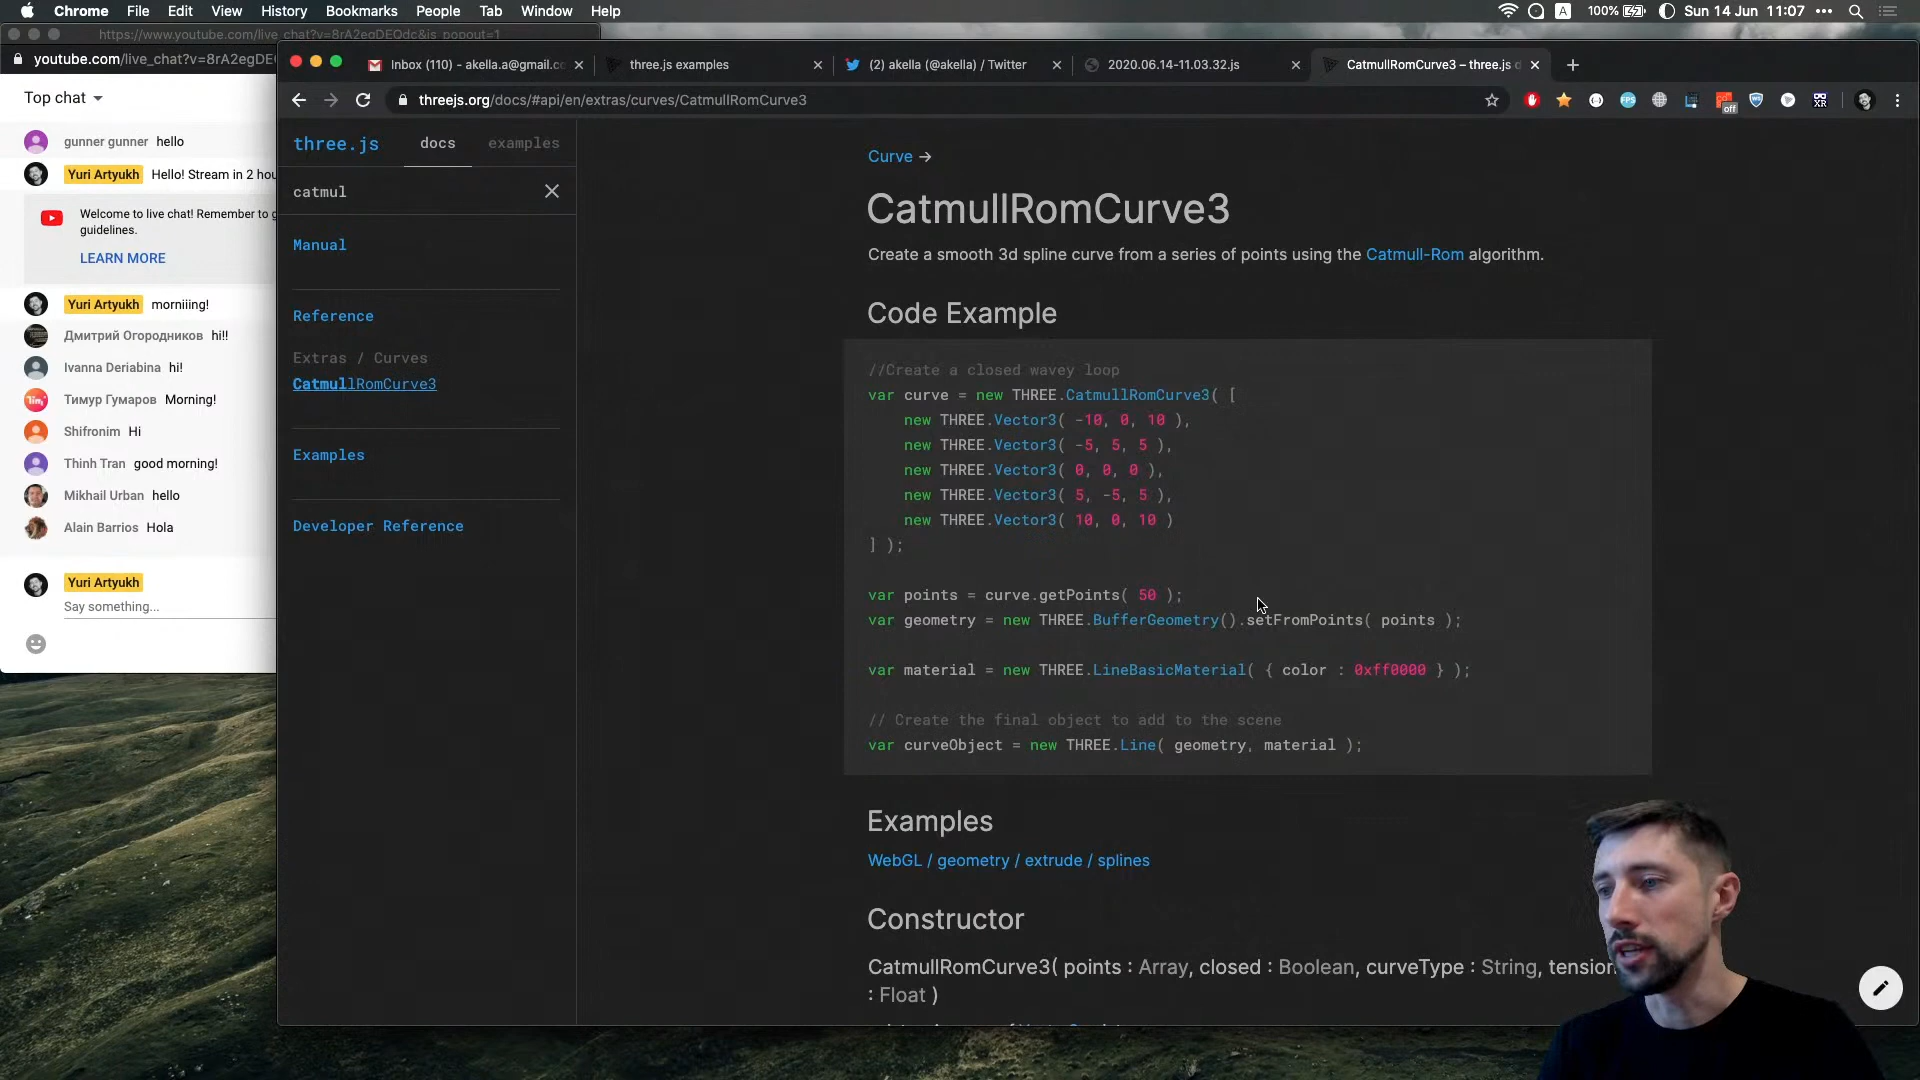 Chrome File Edit View History Bookmarks People Tab Window Help
A 100% Sun 14 Jun 11:07
https://www.youtube.com/live_chat?v=8rA2egDEQdc&is_popout=1
youtube.com/live_chat?v=8rA2egDE
Top chat
gunner gunner hello
Yuri Artyukh Hello! Stream in 2 hou
Welcome to live chat! Remember to g
guidelines.
LEARN MORE
Yuri Artyukh morniiing!
Дмитрий Огородников hi!!
Ivanna Deriabina hi!
Тимур Гумаров Morning!
Shifronim Hi
Thinh Tran good morning!
Mikhail Urban hello
Alain Barrios Hola
Yuri Artyukh
Say something...
Inbox (110) - akella.a@gmail.co
three.js examples
(2) akella (@akella) / Twitter
2020.06.14-11.03.32.js
CatmullRomCurve3 – three.js d
threejs.org/docs/#api/en/extras/curves/CatmullRomCurve3
FPS
off
XR
three.js docs examples
catmul
Manual
Reference
Extras / Curves
CatmullRomCurve3
Examples
Developer Reference
Curve →
CatmullRomCurve3
Create a smooth 3d spline curve from a series of points using the Catmull-Rom algorithm.
Code Example
//Create a closed wavey loop
var curve = new THREE.CatmullRomCurve3( [
new THREE.Vector3( -10, 0, 10 ),
new THREE.Vector3( -5, 5, 5 ),
new THREE.Vector3( 0, 0, 0 ),
new THREE.Vector3( 5, -5, 5 ),
new THREE.Vector3( 10, 0, 10 )
] );
var points = curve.getPoints( 50 );
var geometry = new THREE.BufferGeometry().setFromPoints( points );
var material = new THREE.LineBasicMaterial( { color : 0xff0000 } );
// Create the final object to add to the scene
var curveObject = new THREE.Line( geometry, material );
Examples
WebGL / geometry / extrude / splines
Constructor
CatmullRomCurve3( points : Array, closed : Boolean, curveType : String, tension
: Float )